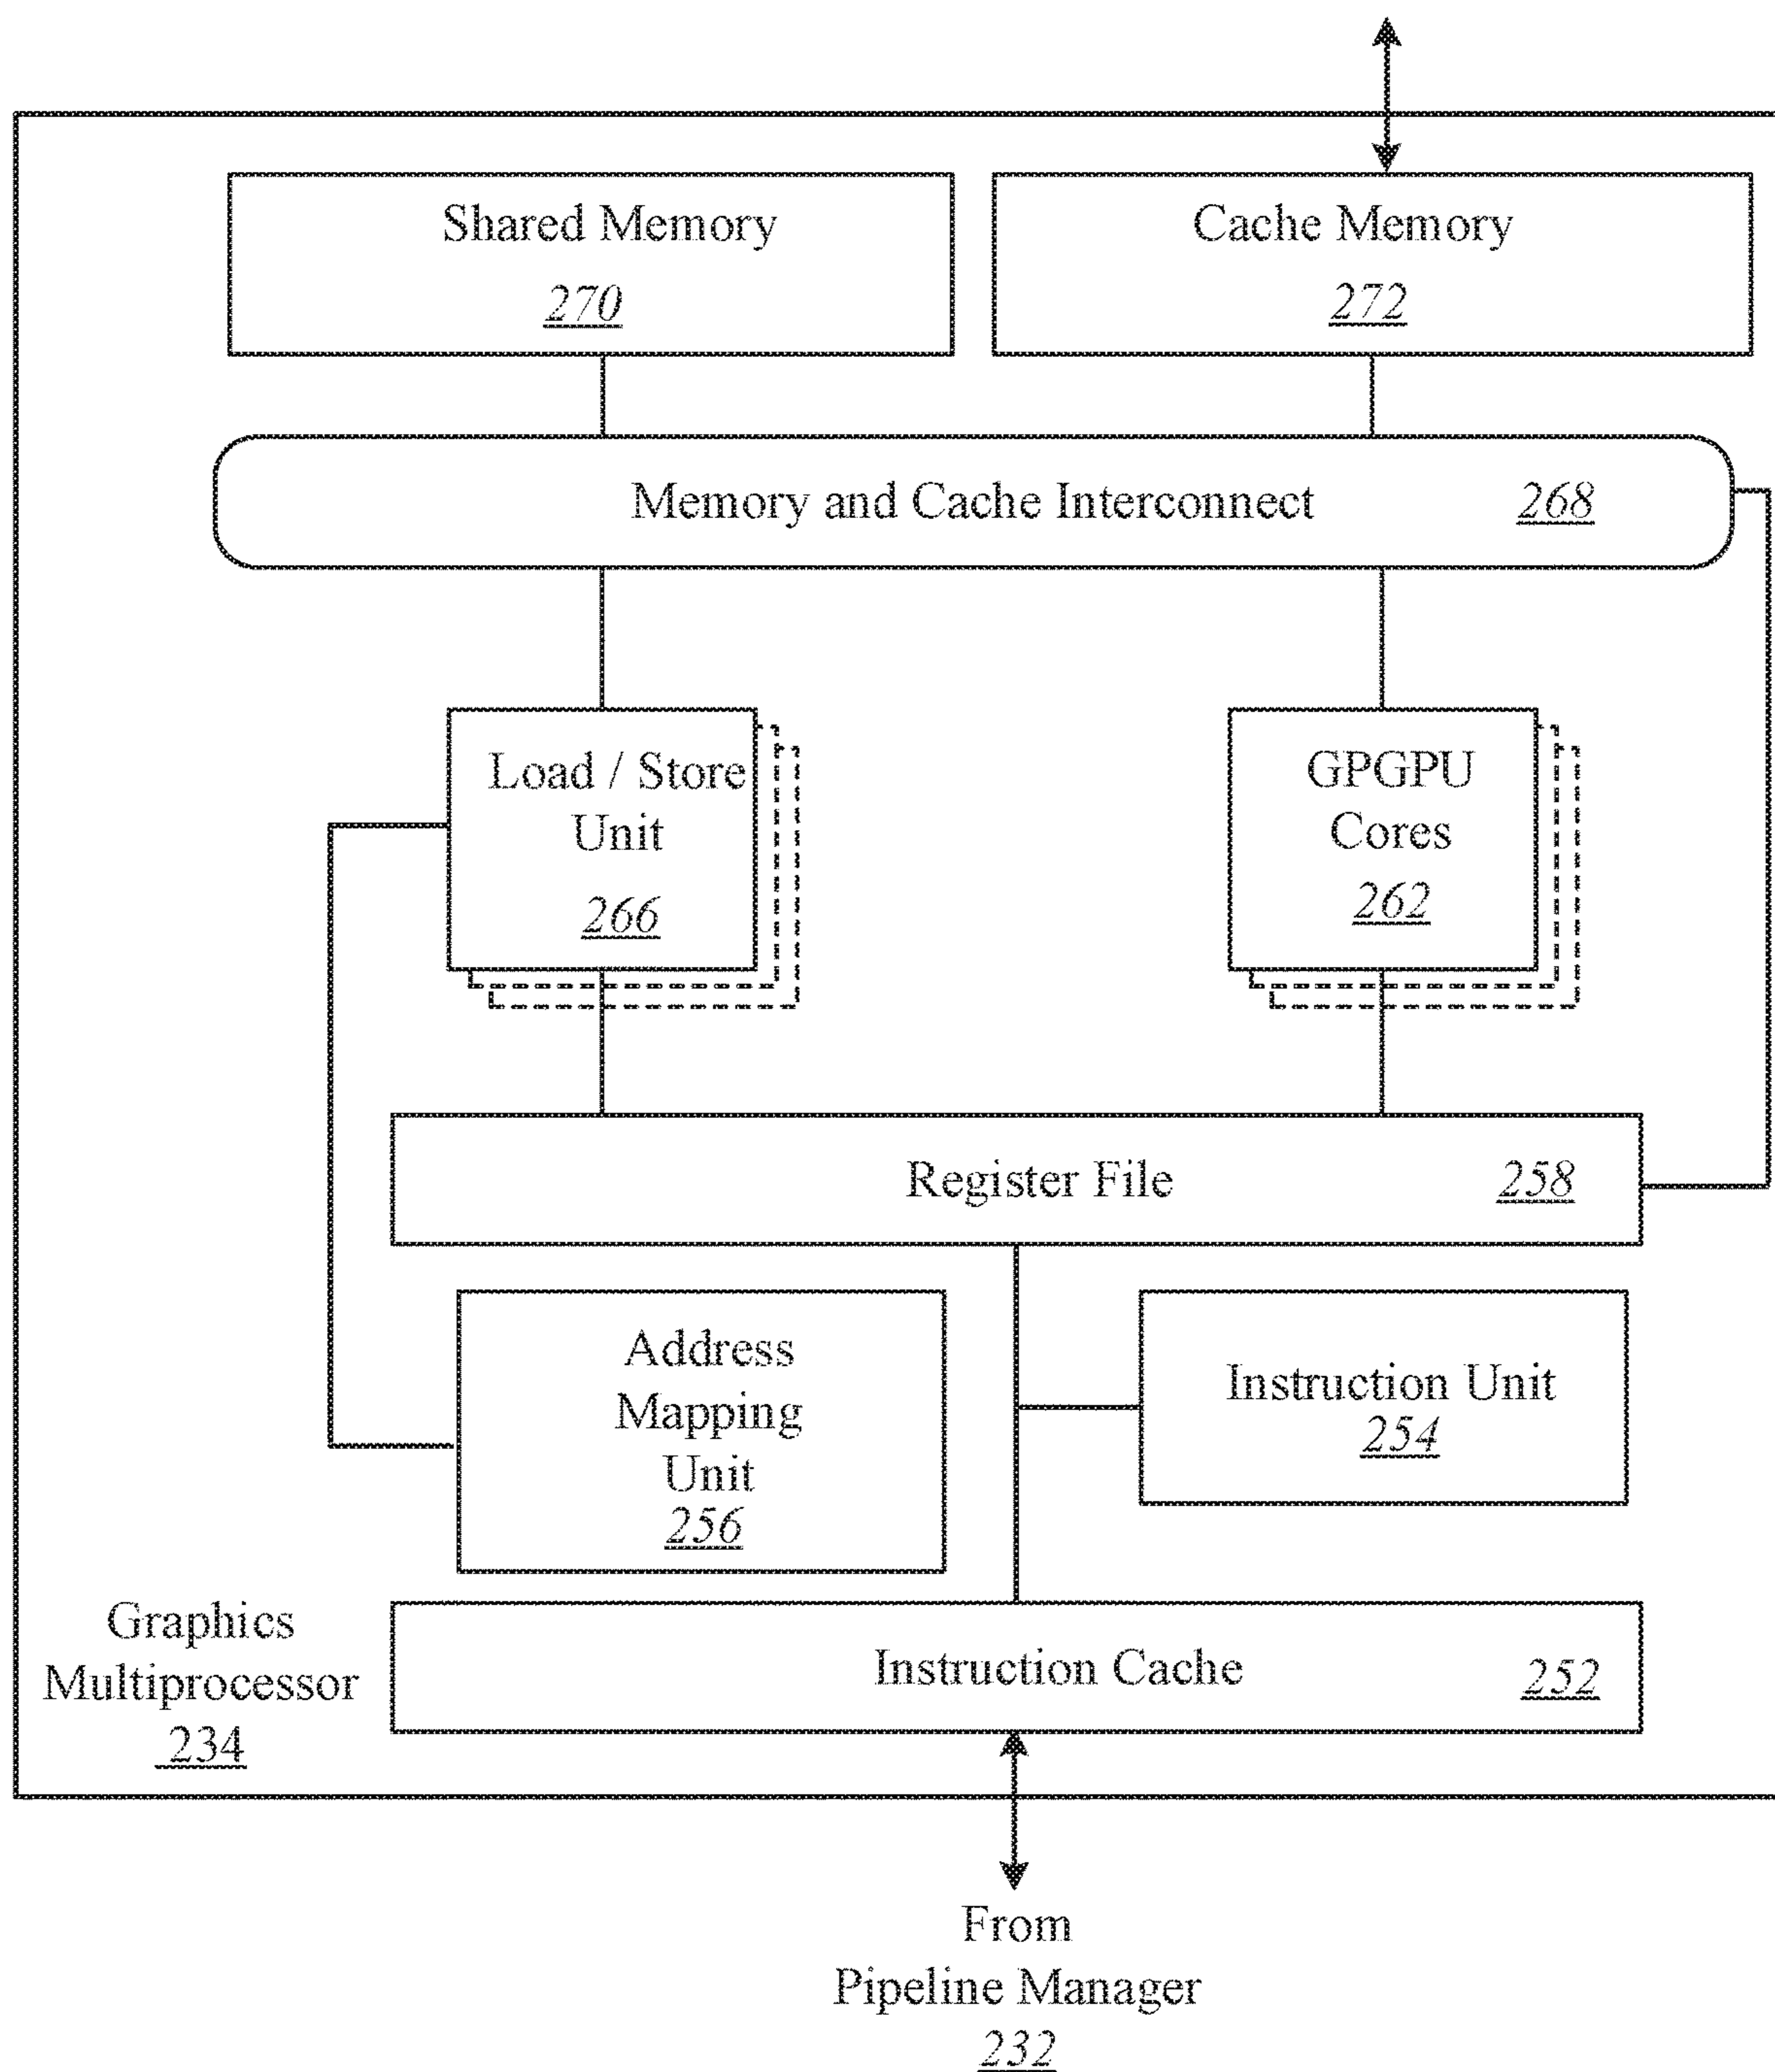 Shared Memory
270
Cache Memory
272
Memory and Cache Interconnect 268
Load / Store
Unit
266
GPGPU
Cores
262
Register File 258
Address
Mapping
Unit
256
Instruction Unit
254
Graphics
Multiprocessor
234
Instruction Cache 252
From
Pipeline Manager
232